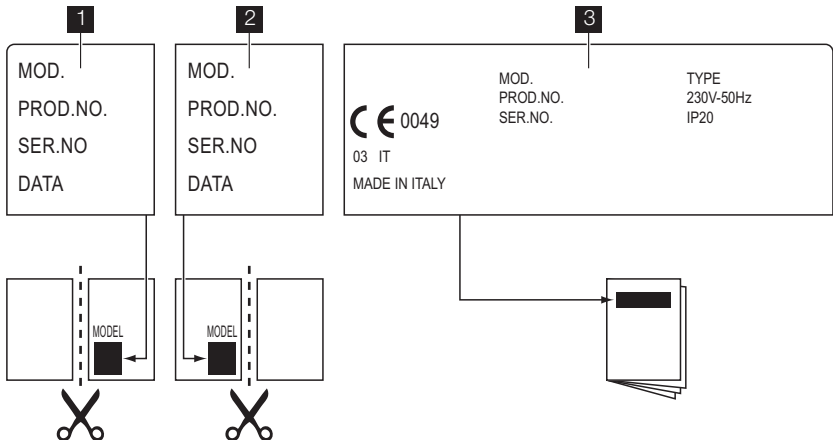 1
MOD.
PROD.NO.
SER.NO
DATA
2
MOD.
PROD.NO.
SER.NO
DATA
3
MOD. TYPE
PROD.NO. 230V-50Hz
SER.NO. IP20
CE 0049
03 IT
MADE IN ITALY
MODEL
MODEL